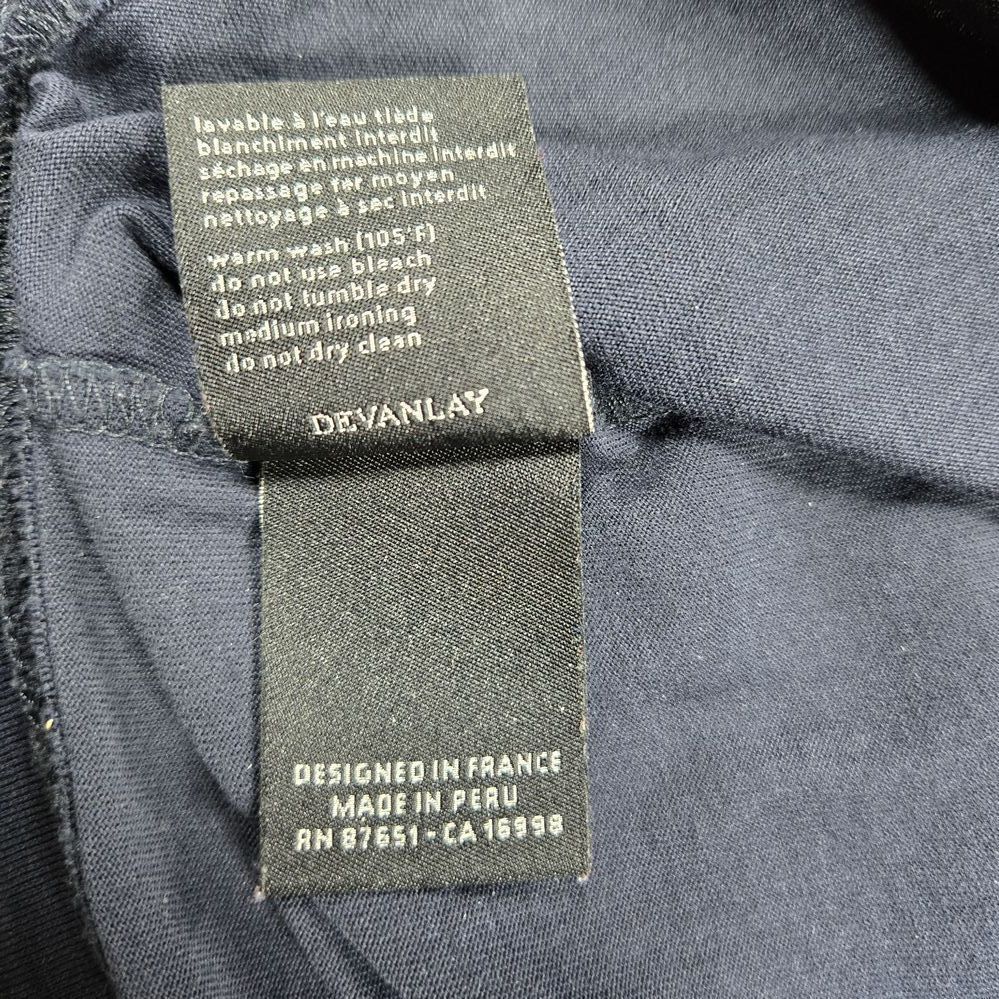 lavable à l'eau tiède
blanchiment interdit
séchage en machine interdit
repassage fer moyen
nettoyage à sec interdit
warm wash (105°F)
do not use bleach
do not tumble dry
medium ironing
do not dry clean
DEVANLAY
DESIGNED IN FRANCE
MADE IN PERU
RN 87651 - CA 16998